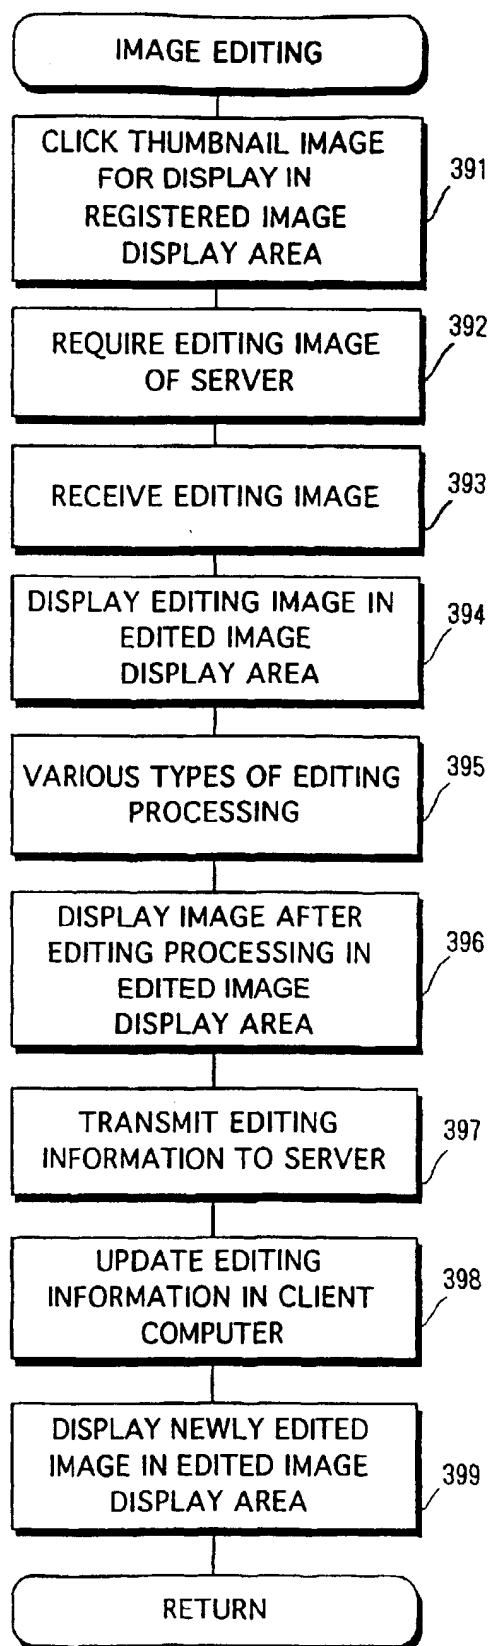 IMAGE EDITING
CLICK THUMBNAIL IMAGE
FOR DISPLAY IN
REGISTERED IMAGE
DISPLAY AREA
391
REQUIRE EDITING IMAGE
OF SERVER
392
RECEIVE EDITING IMAGE
393
DISPLAY EDITING IMAGE IN
EDITED IMAGE
DISPLAY AREA
394
VARIOUS TYPES OF EDITING
PROCESSING
395
DISPLAY IMAGE AFTER
EDITING PROCESSING IN
EDITED IMAGE
DISPLAY AREA
396
TRANSMIT EDITING
INFORMATION TO SERVER
397
UPDATE EDITING
INFORMATION IN CLIENT
COMPUTER
398
DISPLAY NEWLY EDITED
IMAGE IN EDITED IMAGE
DISPLAY AREA
399
RETURN